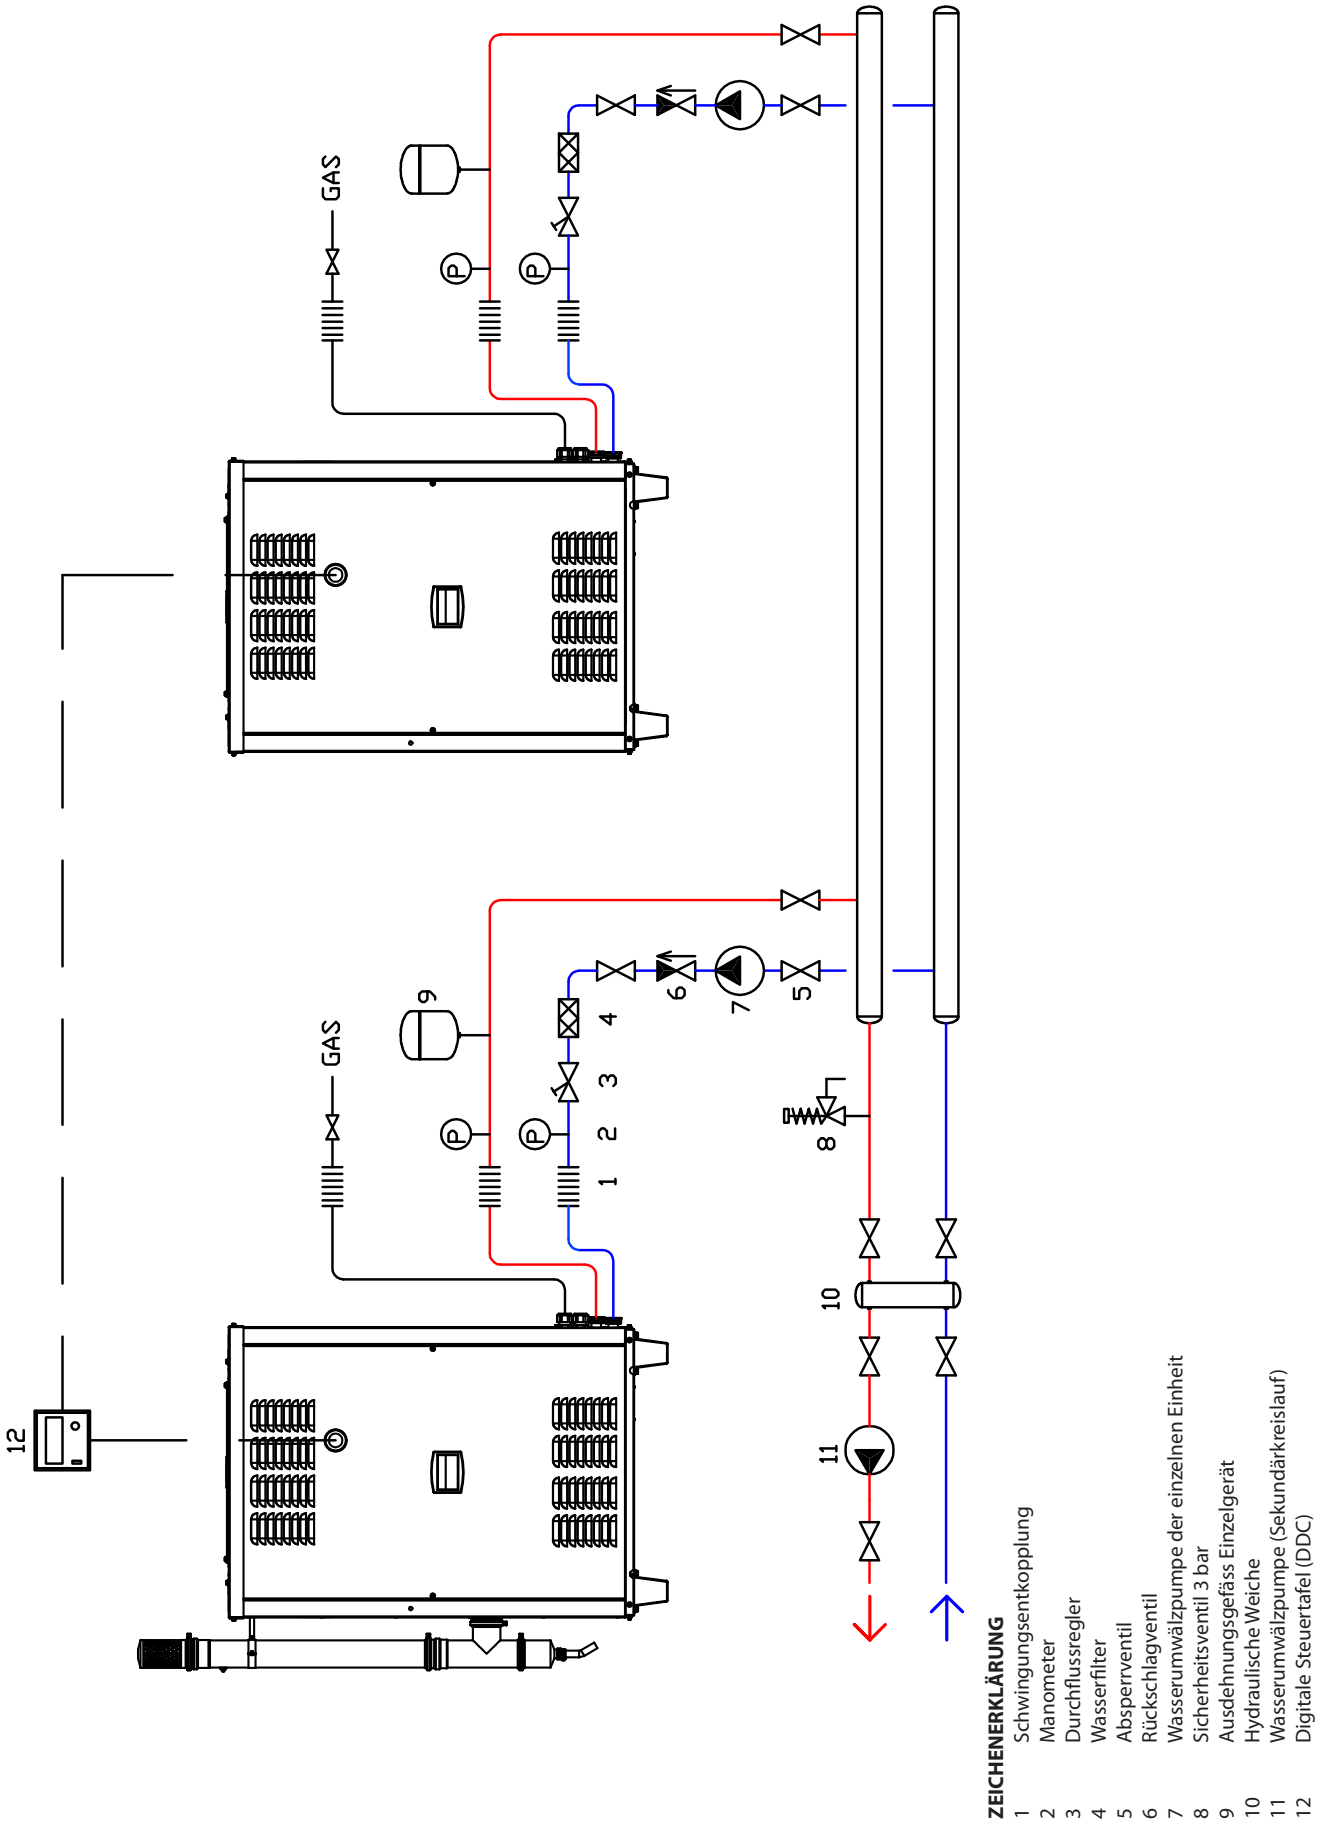 12
GAS
GAS
P
P
P
P
9
1
2
3
4
6
7
5
8
10
11
ZEICHENERKLÄRUNG
1 Schwingungsentkopplung
2 Manometer
3 Durchflussregler
4 Wasserfilter
5 Absperrventil
6 Rückschlagventil
7 Wasserumwälzpumpe der einzelnen Einheit
8 Sicherheitsventil 3 bar
9 Ausdehnungsgefäss Einzelgerät
10 Hydraulische Weiche
11 Wasserumwälzpumpe (Sekundärkreislauf)
12 Digitale Steuertafel (DDC)